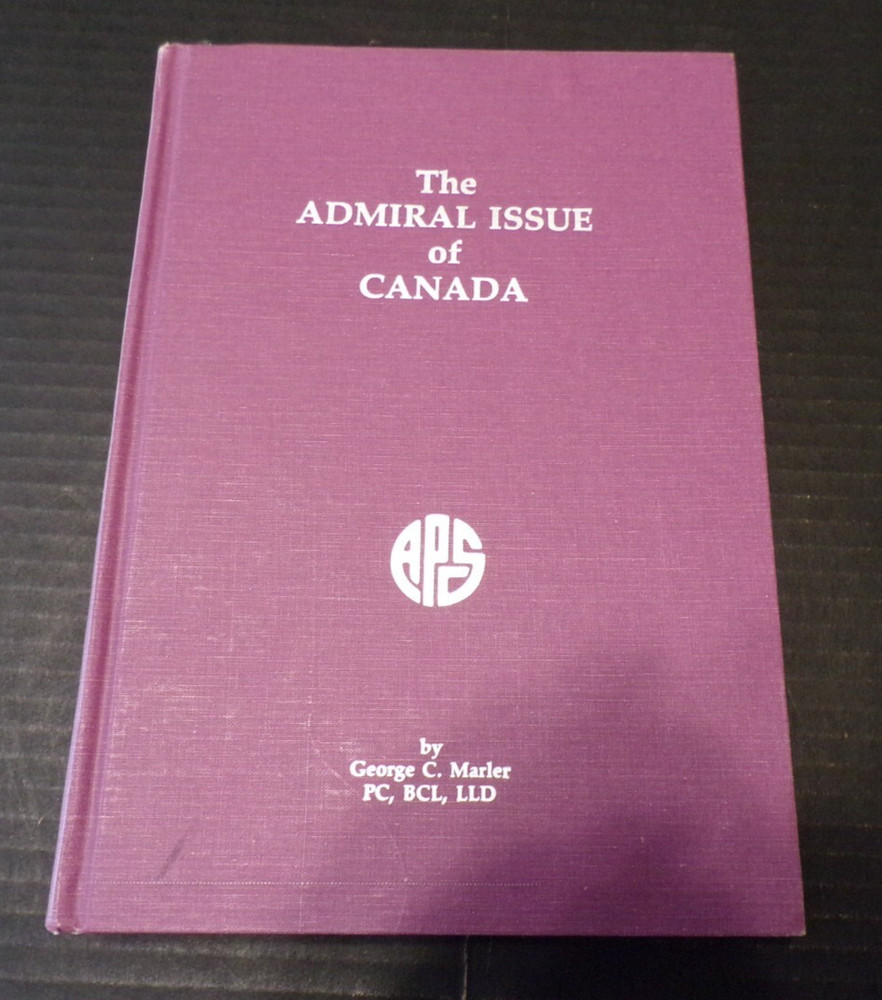 The
ADMIRAL ISSUE
of
CANADA
APS
by
George C. Marler
PC, BCL, LLD